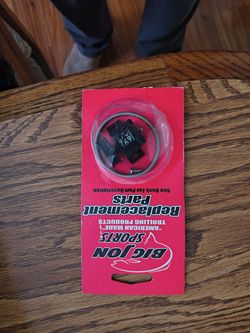 BIG JON
SPORTS
"AMERICAN MADE"
TROLLING PRODUCTS
Replacement
Parts
See Back For Part Description